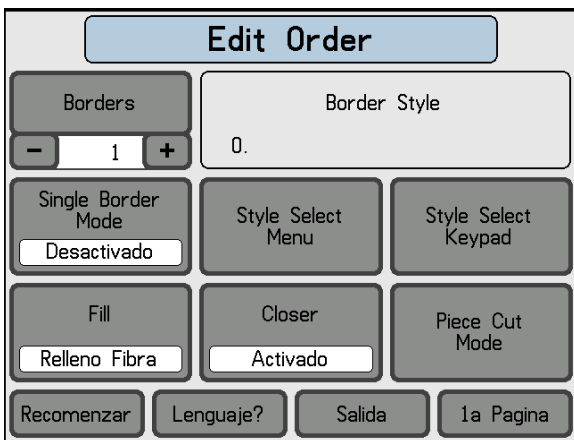 Edit Order
Borders
Border Style
- 1 +
0.
Single Border
Mode
Desactivado
Style Select
Menu
Style Select
Keypad
Fill
Relleno Fibra
Closer
Activado
Piece Cut
Mode
Recomenzar
Lenguaje?
Salida
1a Pagina